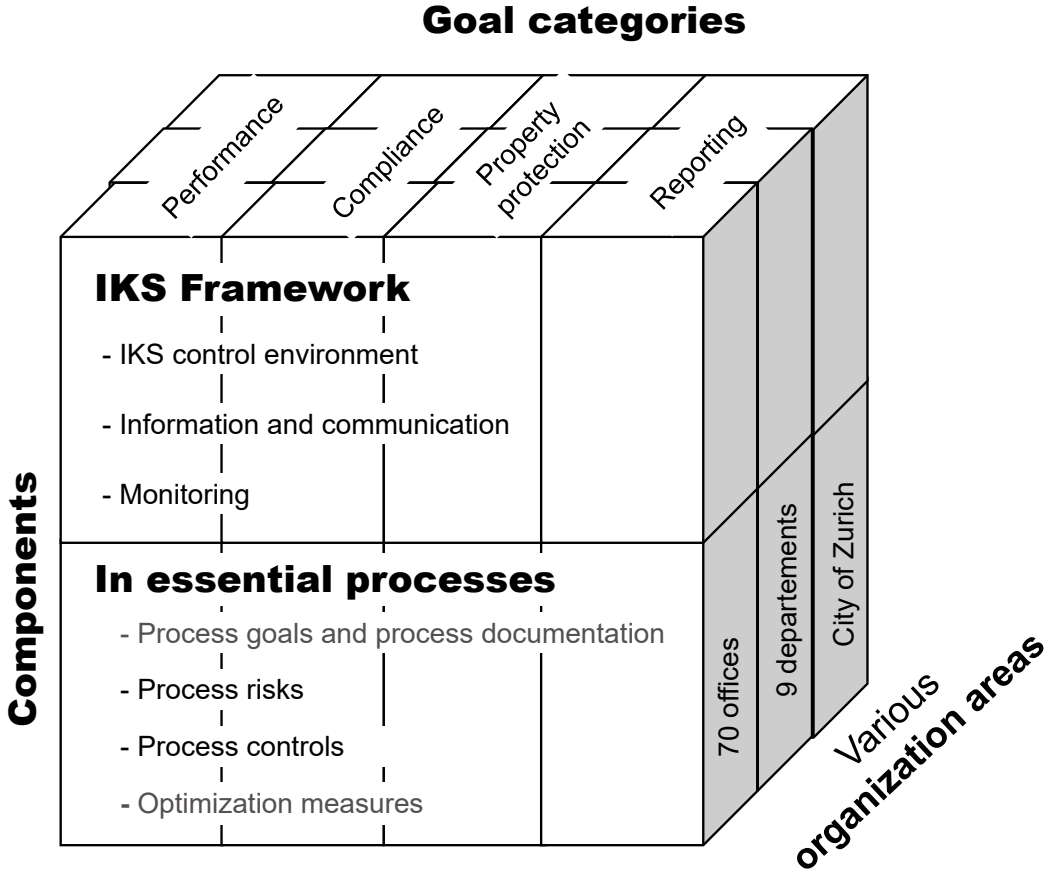 Goal categories
Performance
Compliance
Property
protection
Reporting
Components
IKS Framework
- IKS control environment
- Information and communication
- Monitoring
In essential processes
- Process goals and process documentation
- Process risks
- Process controls
- Optimization measures
70 offices
9 departements
City of Zurich
Various
organization areas